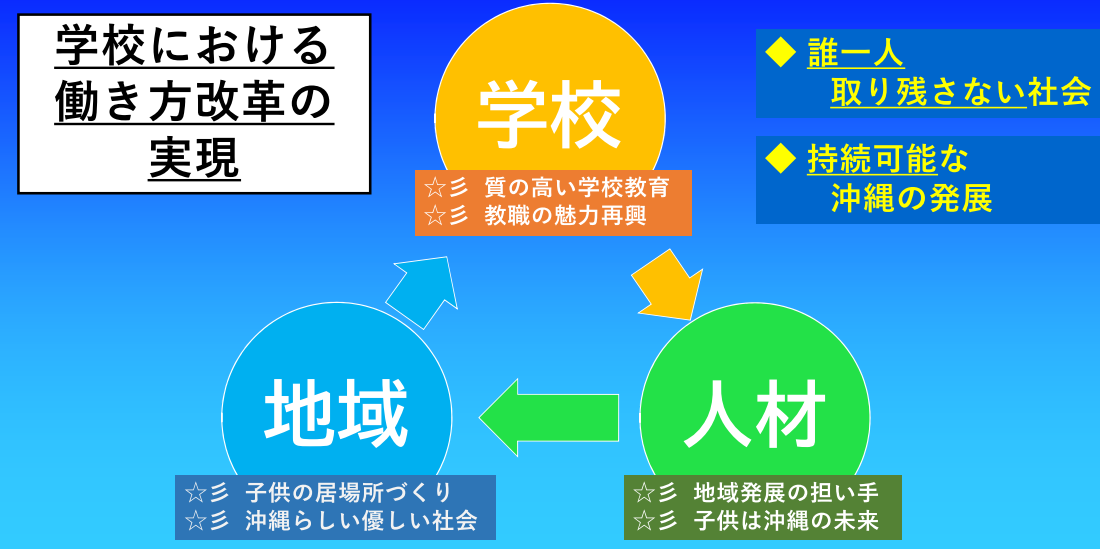 学校における
働き方改革の
実現
学校
☆彡 質の高い学校教育
☆彡 教職の魅力再興
◆ 誰一人
取り残さない社会
◆ 持続可能な
沖縄の発展
地域
☆彡 子供の居場所づくり
☆彡 沖縄らしい優しい社会
人材
☆彡 地域発展の担い手
☆彡 子供は沖縄の未来